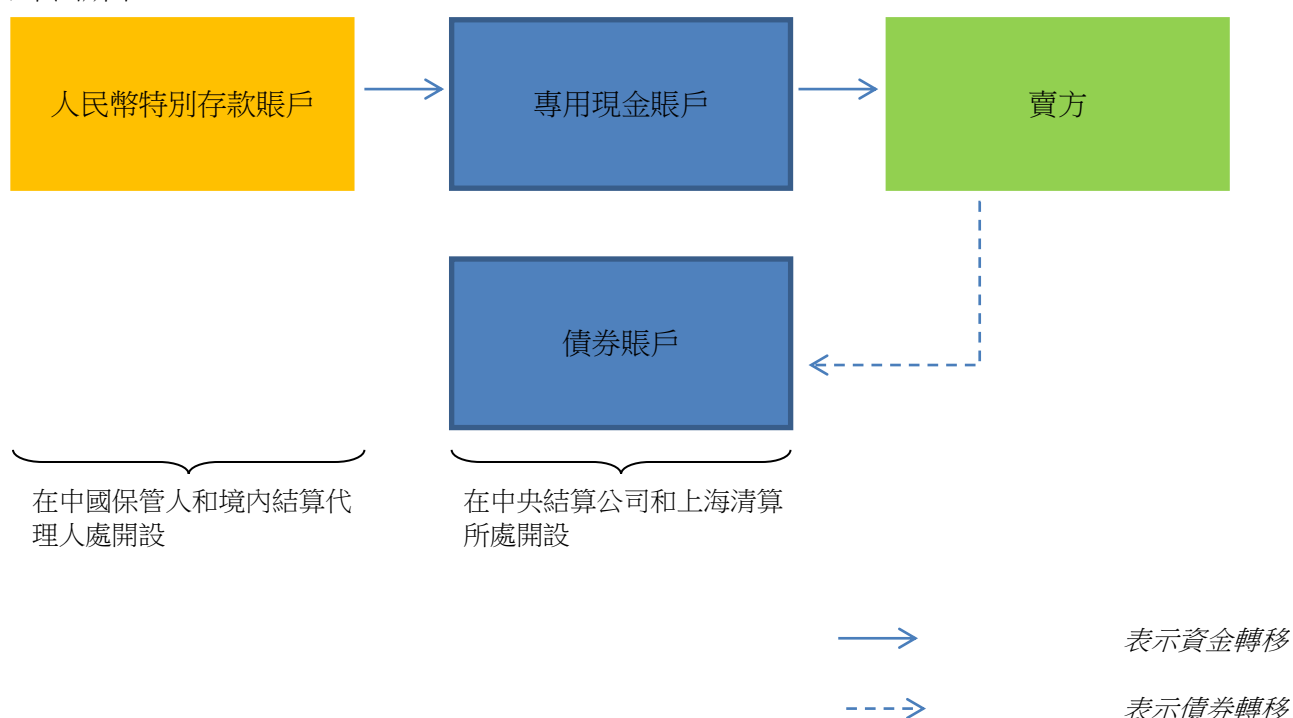 人民幣特別存款賬戶
專用現金賬戶
賣方
債券賬戶
在中國保管人和境內結算代
理人處開設
在中央結算公司和上海清算
所處開設
表示資金轉移
表示債券轉移